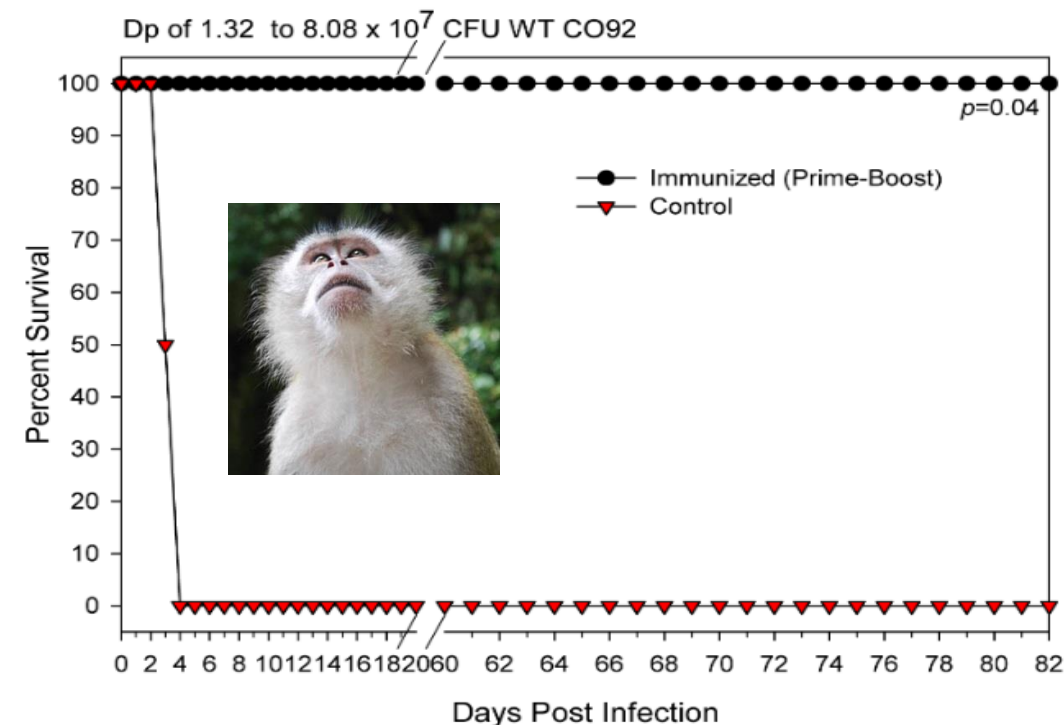 Dp of 1.32 to 8.08 x 10⁷ CFU WT CO92
100
90
80
70
60
50
40
30
20
10
0
Percent Survival
p=0.04
Immunized (Prime-Boost)
Control
0 2 4 6 8 10 12 14 16 18 20 60 62 64 66 68 70 72 74 76 78 80 82
Days Post Infection